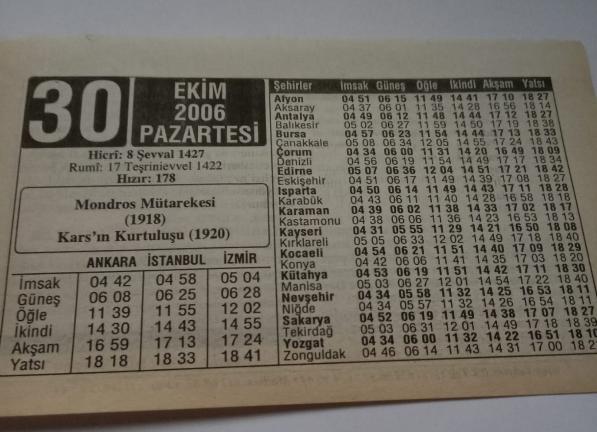 30
EKİM
2006
PAZARTESİ
Hicrî: 8 Şevval 1427
Rumî: 17 Teşrinievvel 1422
Hızır: 178
Mondros Mütarekesi
(1918)
Kars'ın Kurtuluşu (1920)
ANKARA İSTANBUL İZMİR
İmsak 04 42 04 58 05 04
Güneş 06 08 06 25 06 28
Öğle 11 39 11 55 12 02
İkindi 14 30 14 43 14 55
Akşam 16 59 17 13 17 24
Yatsı 18 18 18 33 18 41
Şehirler İmsak Güneş Öğle İkindi Akşam Yatsı
Afyon 04 51 06 15 11 49 14 41 17 10 18 27
Aksaray 04 37 06 01 11 35 14 28 16 56 18 14
Antalya 04 49 06 12 11 48 14 44 17 12 18 27
Balıkesir 05 02 06 27 11 59 14 50 17 19 18 38
Bursa 04 57 06 23 11 54 14 44 17 13 18 33
Çanakkale 05 08 06 34 12 05 14 55 17 24 18 43
Çorum 04 34 06 00 11 31 14 20 16 49 18 09
Denizli 04 56 06 19 11 54 14 49 17 17 18 34
Edirne 05 07 06 36 12 04 14 51 17 21 18 42
Eskişehir 04 51 06 17 11 49 14 39 17 08 18 27
Isparta 04 50 06 14 11 49 14 43 17 11 18 28
Karabük 04 43 06 11 11 40 14 28 16 58 18 18
Karaman 04 39 06 02 11 38 14 33 17 02 18 17
Kastamonu 04 38 06 06 11 36 14 23 16 53 18 13
Kayseri 04 31 05 55 11 29 14 21 16 50 18 08
Kırklareli 05 05 06 33 12 02 14 49 17 18 18 40
Kocaeli 04 54 06 21 11 51 14 40 17 09 18 29
Konya 04 42 06 06 11 41 14 35 17 03 18 20
Kütahya 04 53 06 19 11 51 14 42 17 11 18 30
Manisa 05 03 06 27 12 01 14 54 17 22 18 40
Nevşehir 04 34 05 58 11 32 14 25 16 53 18 11
Niğde 04 34 05 57 11 32 14 26 16 54 18 11
Sakarya 04 52 06 19 11 49 14 38 17 07 18 27
Tekirdağ 05 03 06 31 12 01 14 49 17 18 18 39
Yozgat 04 34 06 00 11 32 14 22 16 51 18 10
Zonguldak 04 46 06 14 11 43 14 31 17 00 18 22